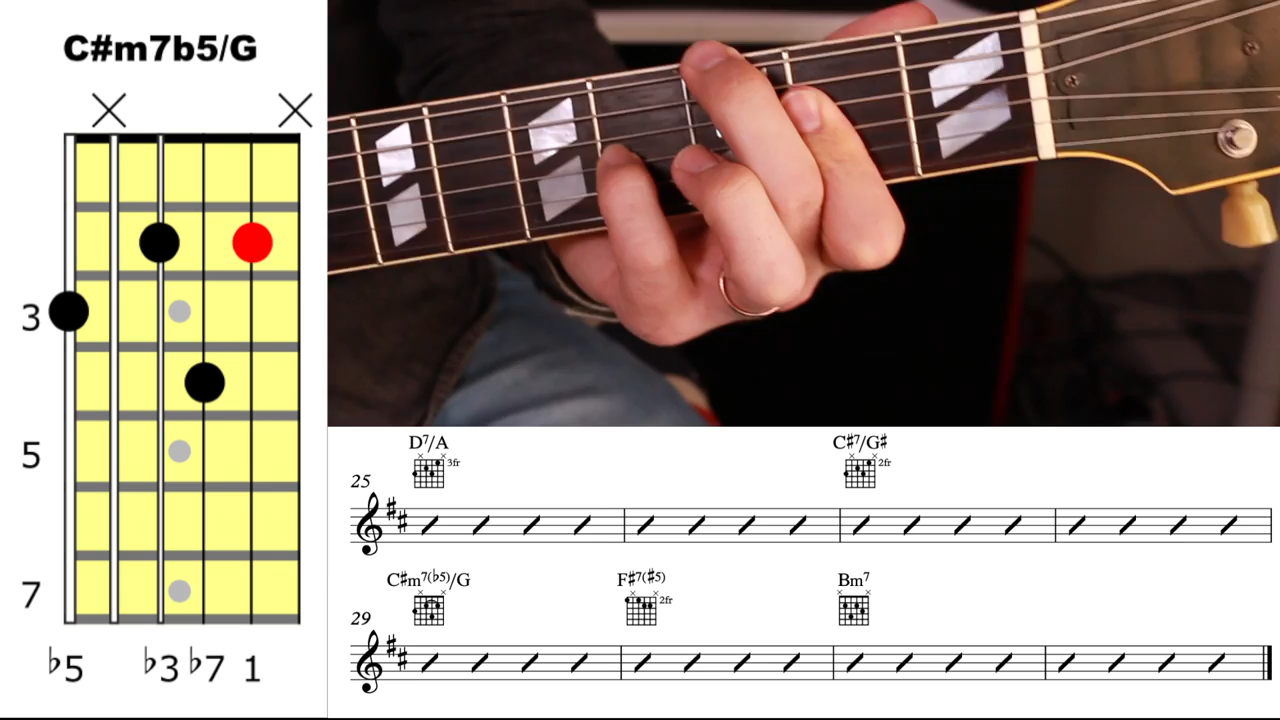 C#m7b5/G
3
5
7
♭5 ♭3 ♭7 1
D7/A C♯7/G♯
3fr 2fr
25
C♯m7(♭5)/G F♯7(♯5) Bm7
2fr
29